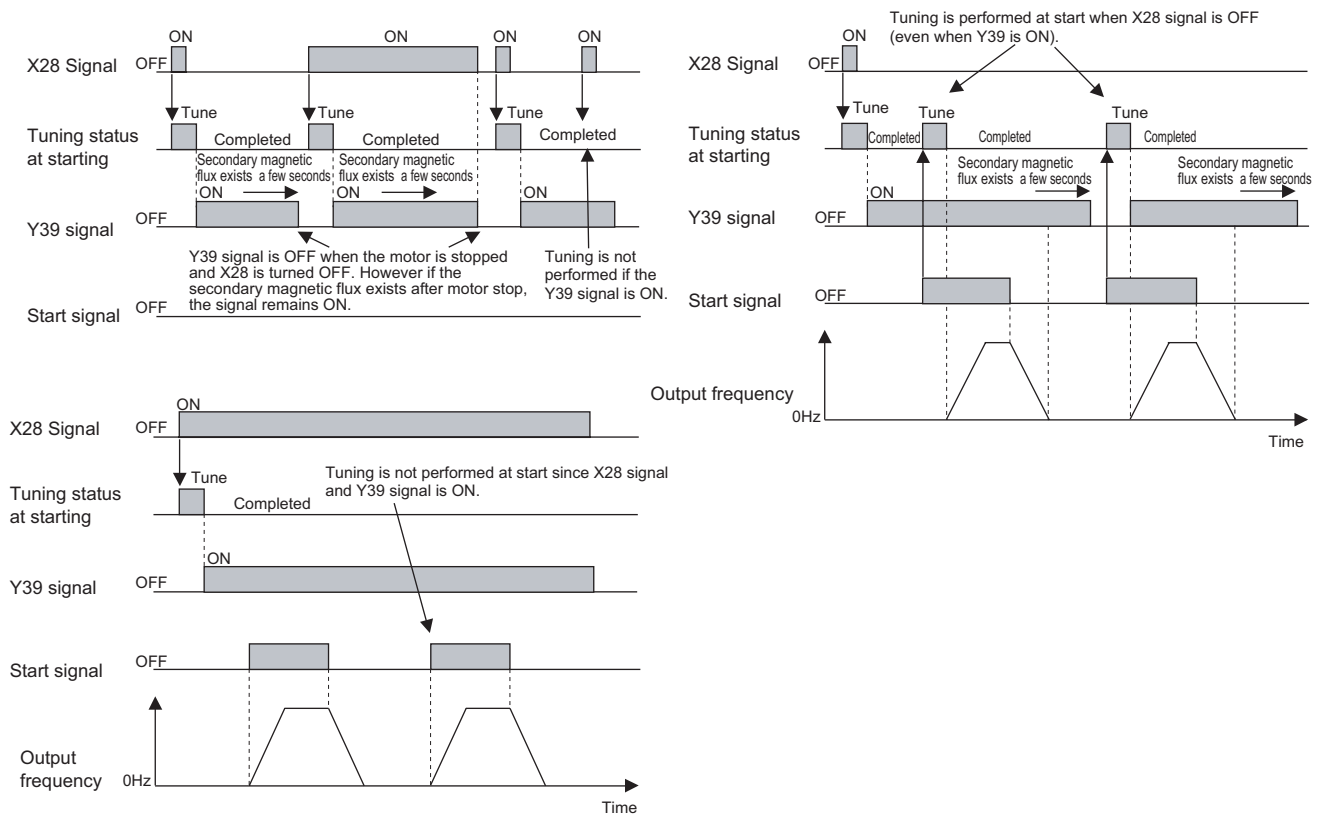 ON
ON
ON
ON
X28 Signal
OFF
Tune
Tune
Tune
Tuning status
at starting
Completed
Completed
Completed
Secondary magnetic
flux exists a few seconds
Secondary magnetic
flux exists a few seconds
ON
ON
ON
Y39 signal
OFF
Y39 signal is OFF when the motor is stopped
and X28 is turned OFF. However if the
secondary magnetic flux exists after motor stop,
the signal remains ON.
Tuning is not
performed if the
Y39 signal is ON.
Start signal
OFF
Tuning is performed at start when X28 signal is OFF
(even when Y39 is ON).
ON
X28 Signal
OFF
Tune
Tune
Tune
Tuning status
at starting
Completed
Completed
Completed
Secondary magnetic
flux exists a few seconds
Secondary magnetic
flux exists a few seconds
ON
Y39 signal
OFF
Start signal
OFF
Output frequency
0Hz
Time
ON
X28 Signal
OFF
Tuning is not performed at start since X28 signal
and Y39 signal is ON.
Tune
Tuning status
at starting
Completed
ON
Y39 signal
OFF
Start signal
OFF
Output
frequency
0Hz
Time